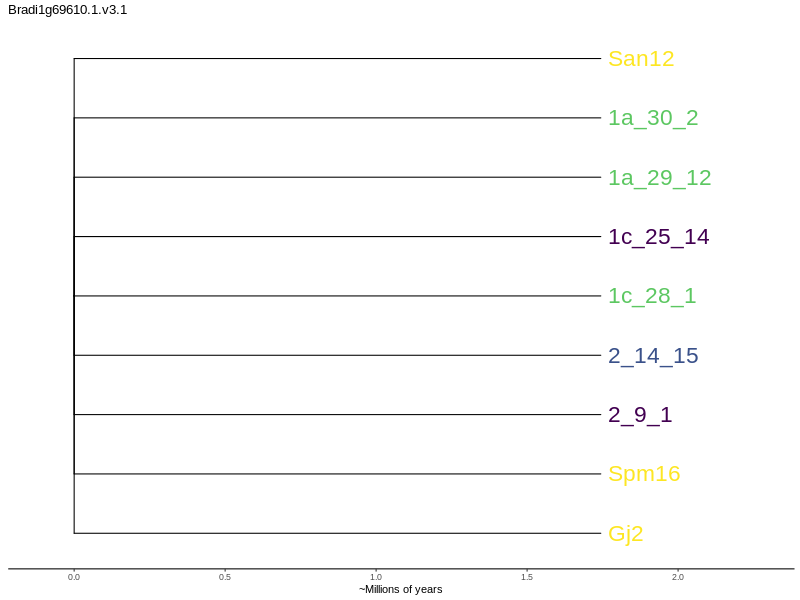 Bradi1g69610.1.v3.1
San12
1a_30_2
1a_29_12
1c_25_14
1c_28_1
2_14_15
2_9_1
Spm16
Gj2
0.0 0.5 1.0 1.5 2.0
~Millions of years